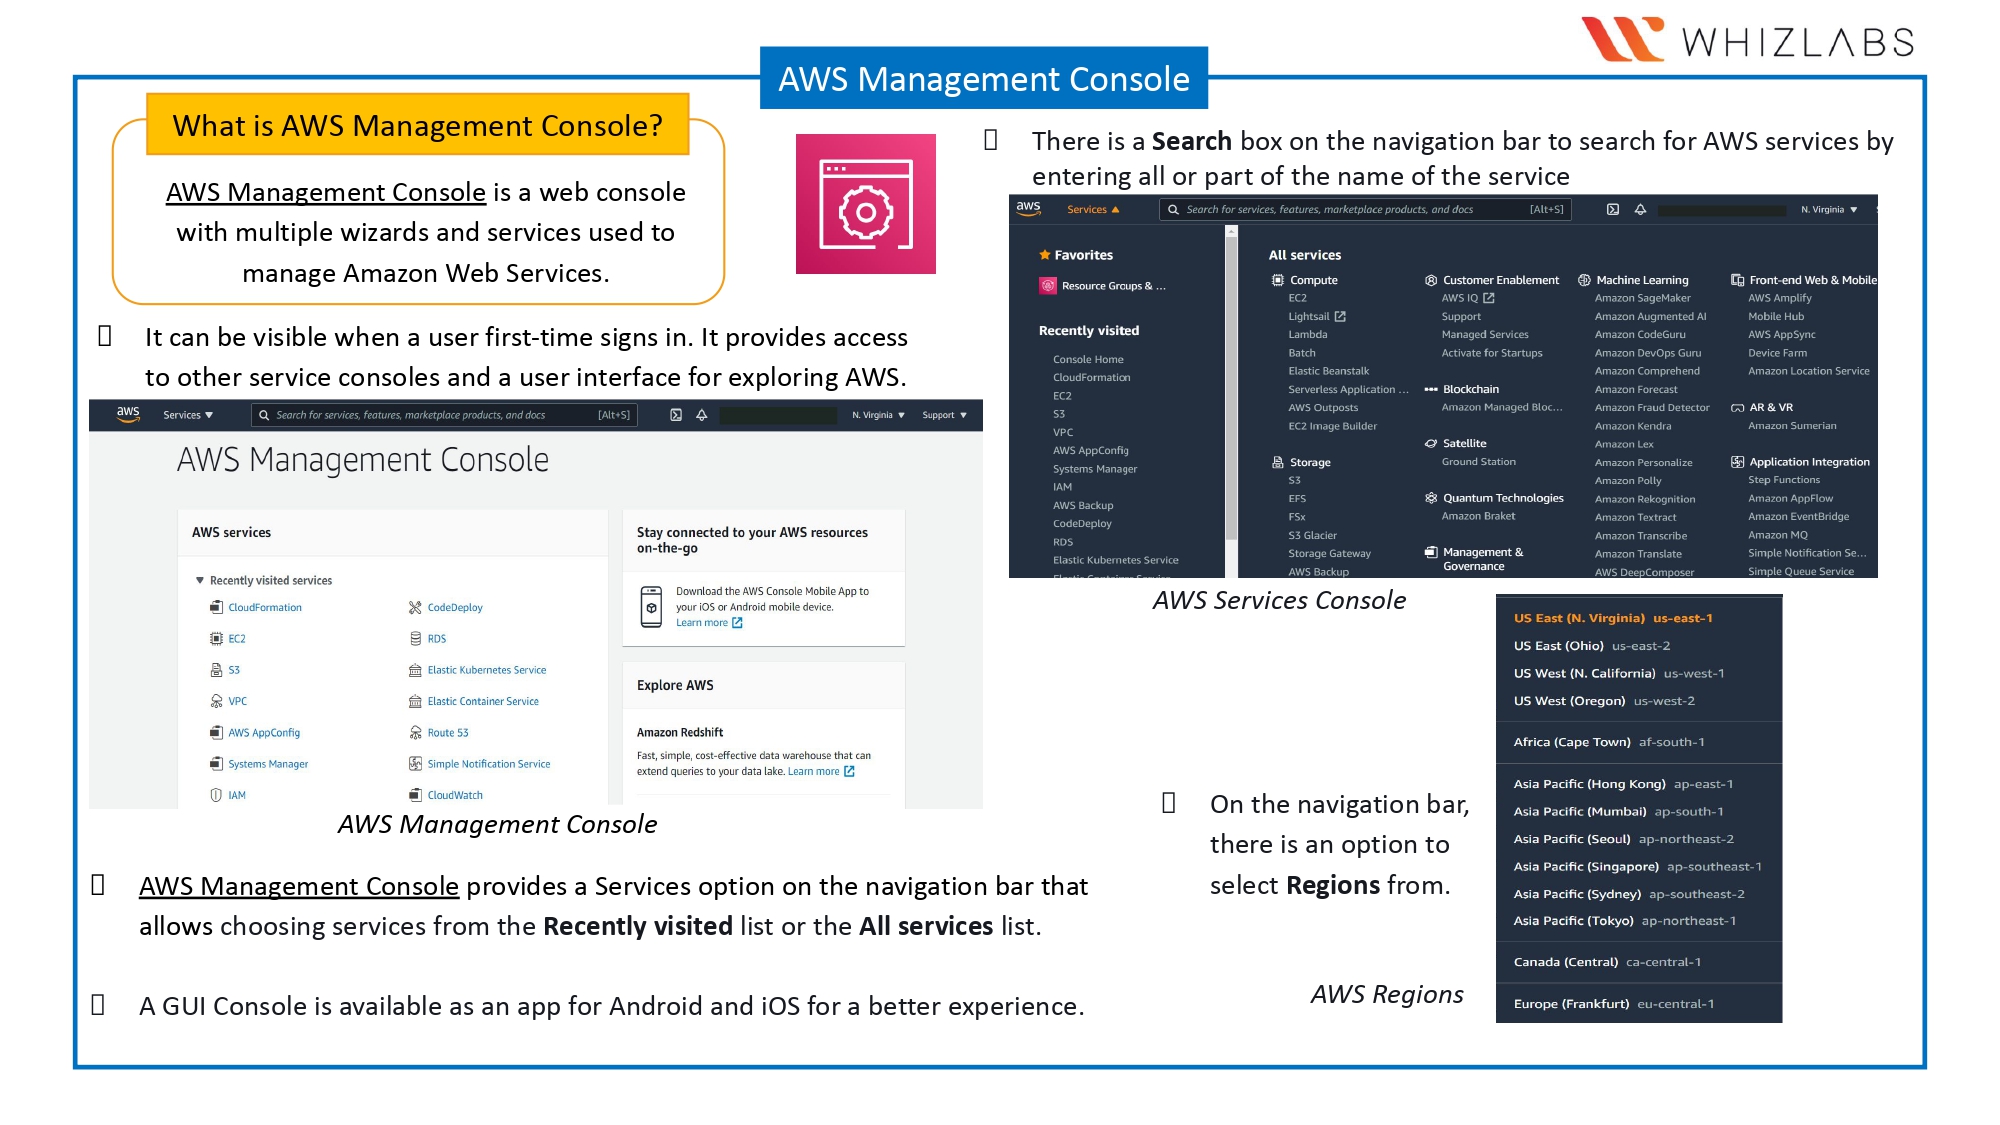 WHIZLABS
AWS Management Console
What is AWS Management Console?
AWS Management Console is a web console
with multiple wizards and services used to
manage Amazon Web Services.
It can be visible when a user first-time signs in. It provides access
to other service consoles and a user interface for exploring AWS.
aws Services Search for services, features, marketplace products, and docs [Alt+S] N. Virginia Support
AWS Management Console
AWS services
Recently visited services
CloudFormation
EC2
S3
VPC
AWS AppConfig
Systems Manager
IAM
CodeDeploy
RDS
Elastic Kubernetes Service
Elastic Container Service
Route 53
Simple Notification Service
CloudWatch
Stay connected to your AWS resources
on-the-go
Download the AWS Console Mobile App to
your iOS or Android mobile device.
Learn more
Explore AWS
Amazon Redshift
Fast, simple, cost-effective data warehouse that can
extend queries to your data lake. Learn more
AWS Management Console
AWS Management Console provides a Services option on the navigation bar that
allows choosing services from the Recently visited list or the All services list.
A GUI Console is available as an app for Android and iOS for a better experience.
There is a Search box on the navigation bar to search for AWS services by
entering all or part of the name of the service
aws Services Search for services, features, marketplace products, and docs [Alt+S] N. Virginia
Favorites
Resource Groups & ...
Recently visited
Console Home
CloudFormation
EC2
S3
VPC
AWS AppConfig
Systems Manager
IAM
AWS Backup
CodeDeploy
RDS
Elastic Kubernetes Service
Elastic Container Service
All services
Compute
EC2
Lightsail
Lambda
Batch
Elastic Beanstalk
Serverless Application ...
AWS Outposts
EC2 Image Builder
Storage
S3
EFS
FSx
S3 Glacier
Storage Gateway
AWS Backup
Customer Enablement
AWS IQ
Support
Managed Services
Activate for Startups
Blockchain
Amazon Managed Bloc...
Satellite
Ground Station
Quantum Technologies
Amazon Braket
Management &
Governance
Machine Learning
Amazon SageMaker
Amazon Augmented AI
Amazon CodeGuru
Amazon DevOps Guru
Amazon Comprehend
Amazon Forecast
Amazon Fraud Detector
Amazon Kendra
Amazon Lex
Amazon Personalize
Amazon Polly
Amazon Rekognition
Amazon Textract
Amazon Transcribe
Amazon Translate
AWS DeepComposer
Front-end Web & Mobile
AWS Amplify
Mobile Hub
AWS AppSync
Device Farm
Amazon Location Service
AR & VR
Amazon Sumerian
Application Integration
Step Functions
Amazon AppFlow
Amazon EventBridge
Amazon MQ
Simple Notification Se...
Simple Queue Service
AWS Services Console
On the navigation bar,
there is an option to
select Regions from.
AWS Regions
US East (N. Virginia) us-east-1
US East (Ohio) us-east-2
US West (N. California) us-west-1
US West (Oregon) us-west-2
Africa (Cape Town) af-south-1
Asia Pacific (Hong Kong) ap-east-1
Asia Pacific (Mumbai) ap-south-1
Asia Pacific (Seoul) ap-northeast-2
Asia Pacific (Singapore) ap-southeast-1
Asia Pacific (Sydney) ap-southeast-2
Asia Pacific (Tokyo) ap-northeast-1
Canada (Central) ca-central-1
Europe (Frankfurt) eu-central-1